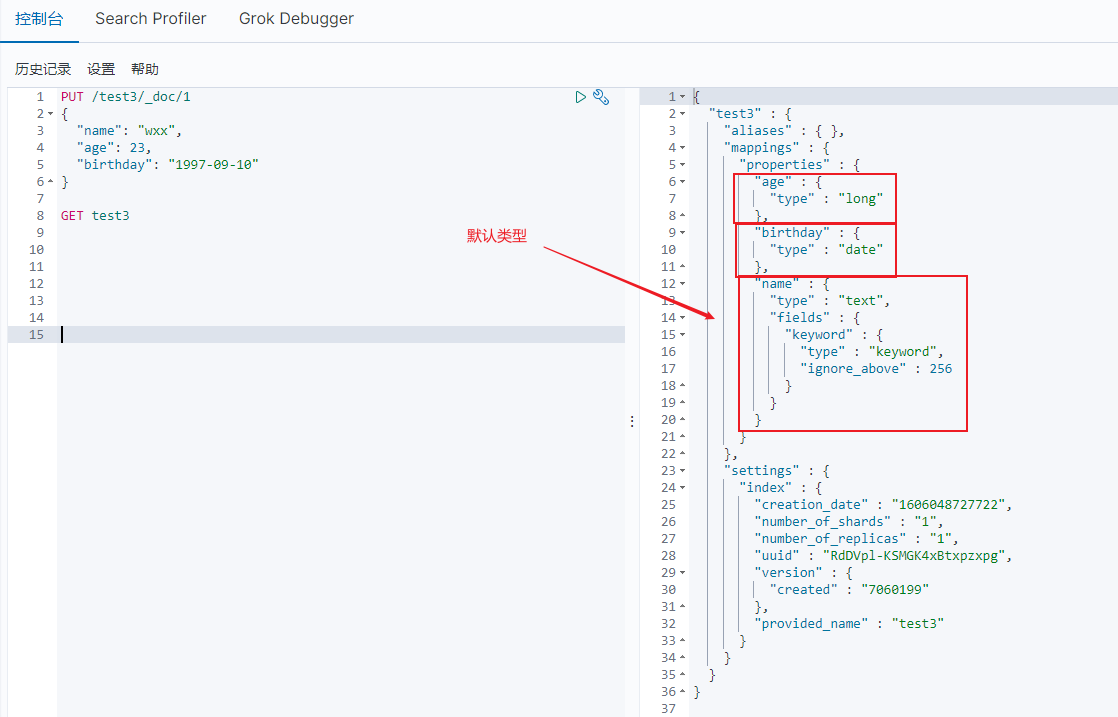 控制台 Search Profiler Grok Debugger
历史记录 设置 帮助
1 PUT /test3/_doc/1
2 {
3 "name": "wxx",
4 "age": 23,
5 "birthday": "1997-09-10"
6 }
7
8 GET test3
9
10
11
12
13
14
15
默认类型
1 {
2 "test3" : {
3 "aliases" : { },
4 "mappings" : {
5 "properties" : {
6 "age" : {
7 "type" : "long"
8 },
9 "birthday" : {
10 "type" : "date"
11 },
12 "name" : {
13 "type" : "text",
14 "fields" : {
15 "keyword" : {
16 "type" : "keyword",
17 "ignore_above" : 256
18 }
19 }
20 }
21 }
22 },
23 "settings" : {
24 "index" : {
25 "creation_date" : "1606048727722",
26 "number_of_shards" : "1",
27 "number_of_replicas" : "1",
28 "uuid" : "RdDVpl-KSMGK4xBtxpzxpg",
29 "version" : {
30 "created" : "7060199"
31 },
32 "provided_name" : "test3"
33 }
34 }
35 }
36 }
37